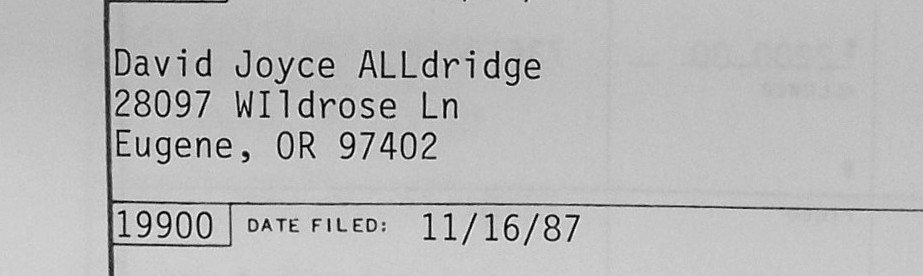 David Joyce ALLdridge
28097 WIldrose Ln
Eugene, OR 97402
19900 DATE FILED: 11/16/87